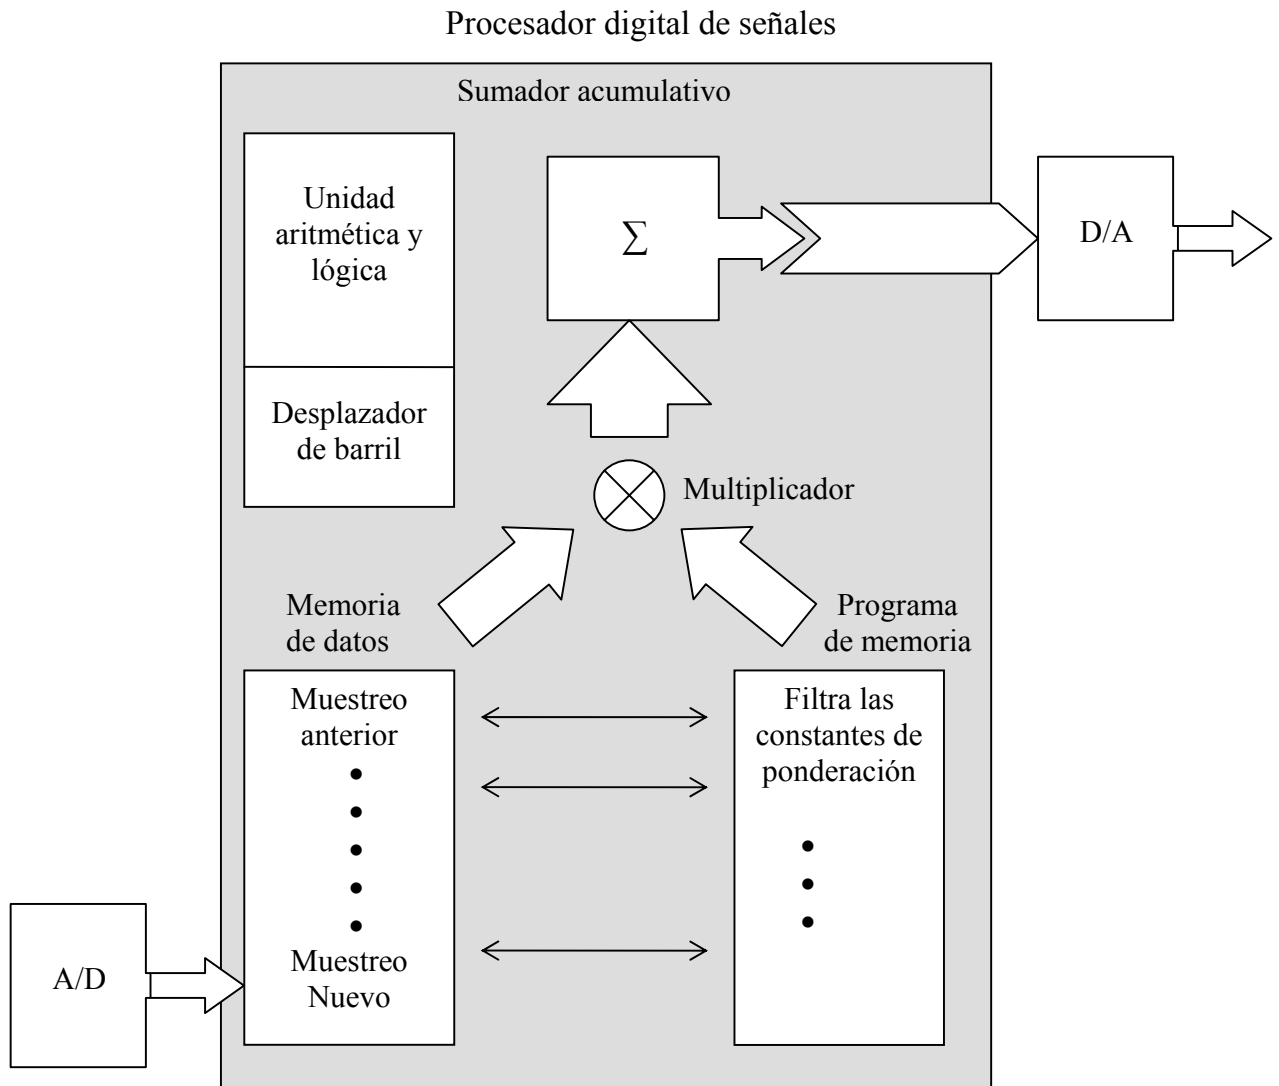 Procesador digital de señales
Sumador acumulativo
Unidad
aritmética y
lógica
Σ
D/A
Desplazador
de barril
Multiplicador
Memoria
de datos
Programa
de memoria
Muestreo
anterior
Filtra las
constantes de
ponderación
A/D
Muestreo
Nuevo